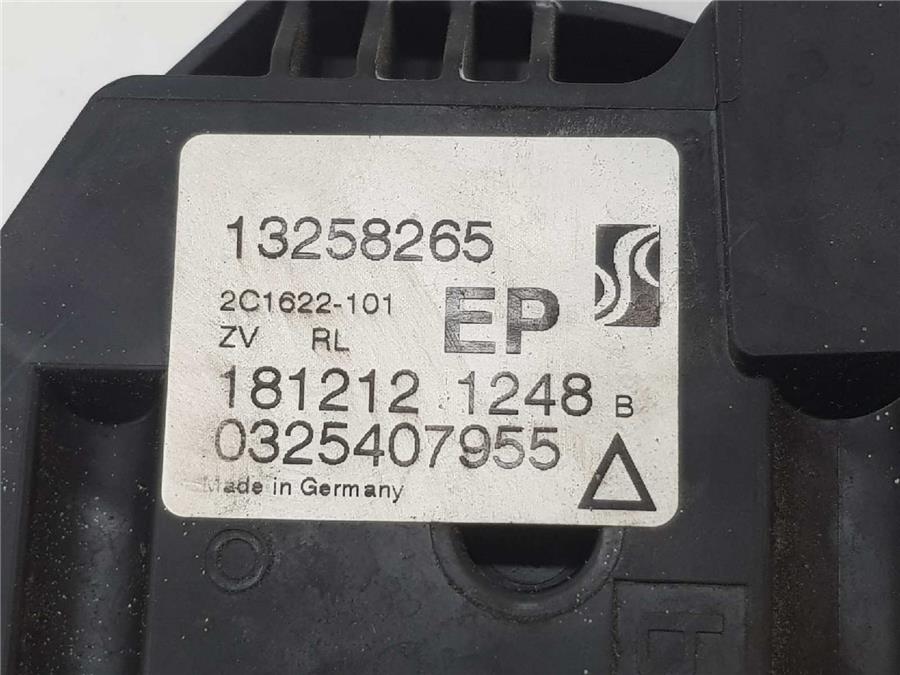 13258265
2C1622-101
ZV RL
EP
181212 1248 B
0325407955
Made in Germany